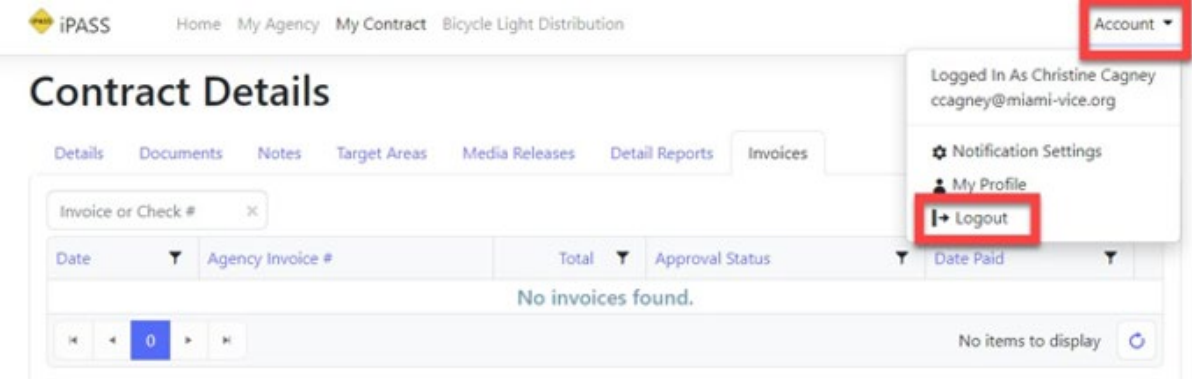 iPASS Home My Agency My Contract Bicycle Light Distribution Account
Logged In As Christine Cagney
ccagney@miami-vice.org
Contract Details
Details Documents Notes Target Areas Media Releases Detail Reports Invoices
Notification Settings
My Profile
Logout
Invoice or Check #
Date Agency Invoice # Total Approval Status Date Paid
No invoices found.
0 No items to display